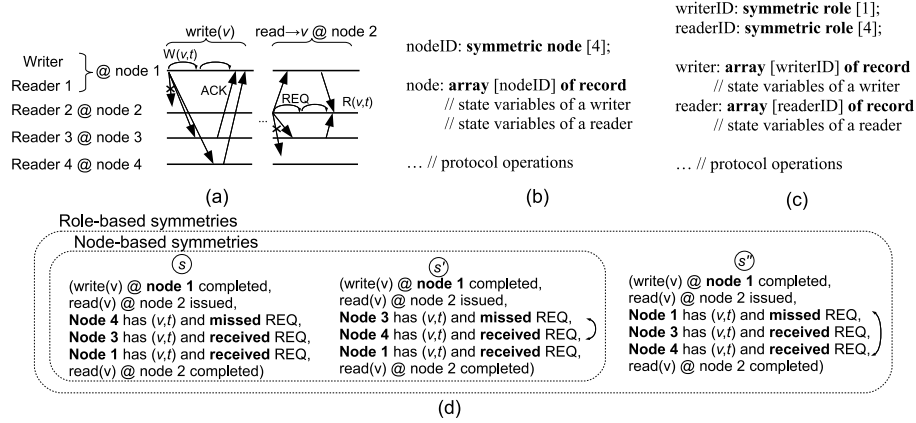 write(v)
read→v @ node 2
W(v,t)
Writer
Reader 1
@ node 1
ACK
REQ
R(v,t)
Reader 2 @ node 2
...
Reader 3 @ node 3
Reader 4 @ node 4
(a)
nodeID: symmetric node [4];
node: array [nodeID] of record
// state variables of a writer
// state variables of a reader
… // protocol operations
(b)
writerID: symmetric role [1];
readerID: symmetric role [4];
writer: array [writerID] of record
// state variables of a writer
reader: array [readerID] of record
// state variables of a reader
… // protocol operations
(c)
Role-based symmetries
Node-based symmetries
s
(write(v) @ node 1 completed,
read(v) @ node 2 issued,
Node 4 has (v,t) and missed REQ,
Node 3 has (v,t) and received REQ,
Node 1 has (v,t) and received REQ,
read(v) @ node 2 completed)
s'
(write(v) @ node 1 completed,
read(v) @ node 2 issued,
Node 3 has (v,t) and missed REQ,
Node 4 has (v,t) and received REQ,
Node 1 has (v,t) and received REQ,
read(v) @ node 2 completed)
s''
(write(v) @ node 1 completed,
read(v) @ node 2 issued,
Node 1 has (v,t) and missed REQ,
Node 3 has (v,t) and received REQ,
Node 4 has (v,t) and received REQ,
read(v) @ node 2 completed)
(d)